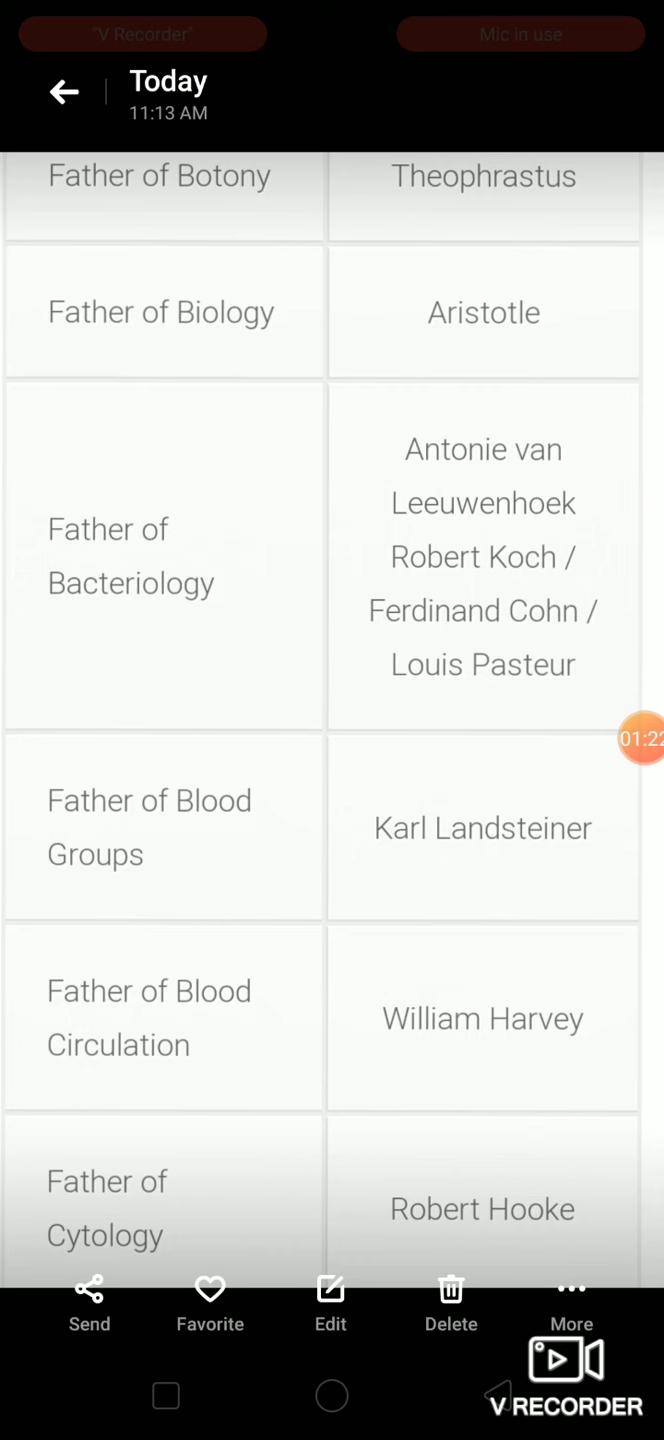 "V Recorder"
Mic in use
Today
11:13 AM
Father of Botony
Theophrastus
Father of Biology
Aristotle
Father of
Bacteriology
Antonie van
Leeuwenhoek
Robert Koch /
Ferdinand Cohn /
Louis Pasteur
01:22
Father of Blood
Groups
Karl Landsteiner
Father of Blood
Circulation
William Harvey
Father of
Cytology
Robert Hooke
Send
Favorite
Edit
Delete
More
V RECORDER